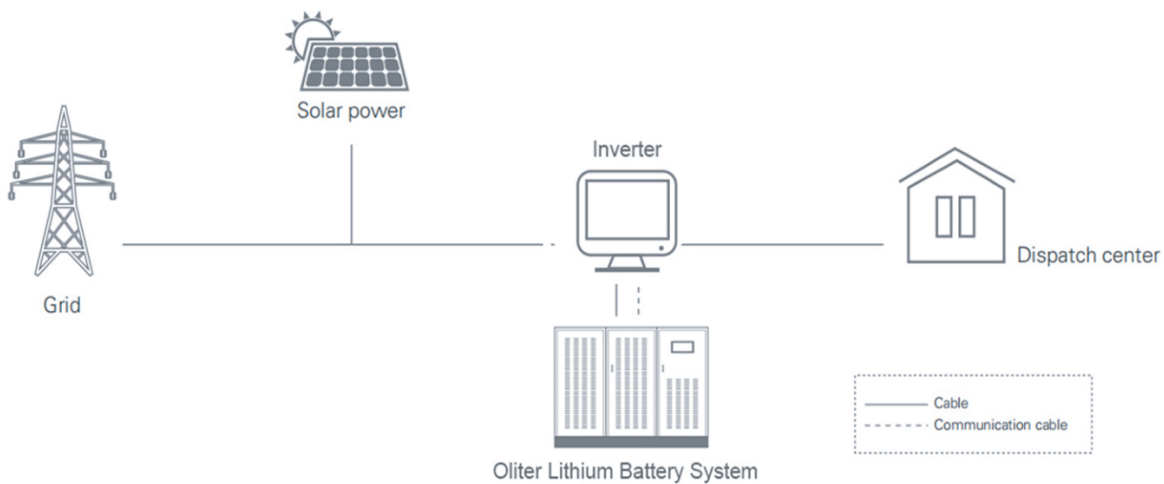 Solar power
Inverter
Grid
Dispatch center
Cable
Communication cable
Oliter Lithium Battery System